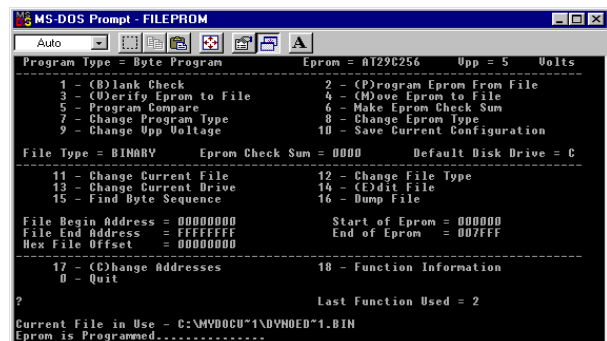 MS-DOS Prompt - FILEPROM
Auto
Program Type = Byte Program Eprom = AT29C256 Vpp = 5 Volts
1 - (B)lank Check 2 - (P)rogram Eprom From File
3 - (V)erify Eprom to File 4 - (M)ove Eprom to File
5 - Program Compare 6 - Make Eprom Check Sum
7 - Change Program Type 8 - Change Eprom Type
9 - Change Vpp Voltage 10 - Save Current Configuration
File Type = BINARY Eprom Check Sum = 0000 Default Disk Drive = C
11 - Change Current File 12 - Change File Type
13 - Change Current Drive 14 - (E)dit File
15 - Find Byte Sequence 16 - Dump File
File Begin Address = 00000000 Start of Eprom = 000000
File End Address = FFFFFFFF End of Eprom = 007FFF
Hex File Offset = 00000000
17 - (C)hange Addresses 18 - Function Information
0 - Quit
? Last Function Used = 2
Current File in Use - C:\MYDOCU~1\DYNOED~1.BIN
Eprom is Programmed...............